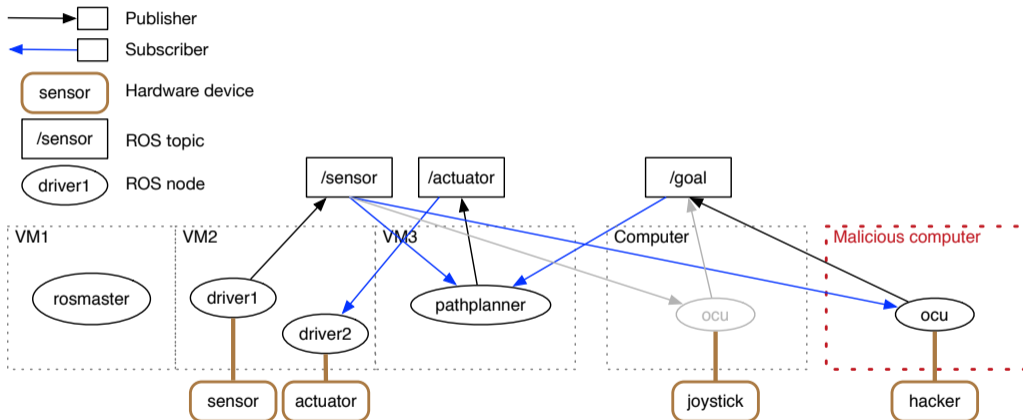 Publisher
Subscriber
sensor
Hardware device
/sensor
ROS topic
driver1
ROS node
/sensor
/actuator
/goal
VM1
VM2
VM3
Computer
Malicious computer
rosmaster
driver1
driver2
pathplanner
ocu
ocu
sensor
actuator
joystick
hacker